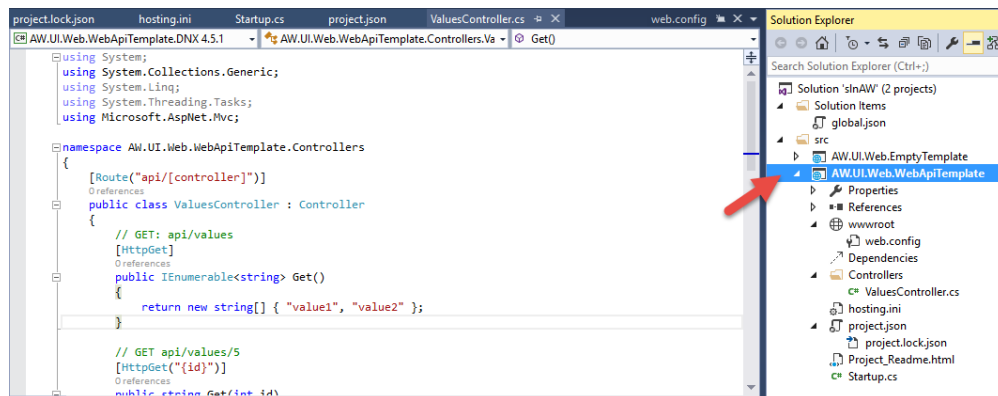 project.lock.json hosting.ini Startup.cs project.json ValuesController.cs web.config
AW.UI.Web.WebApiTemplate.DNX 4.5.1 AW.UI.Web.WebApiTemplate.Controllers.Va Get()
using System;
using System.Collections.Generic;
using System.Linq;
using System.Threading.Tasks;
using Microsoft.AspNet.Mvc;
namespace AW.UI.Web.WebApiTemplate.Controllers
{
[Route("api/[controller]")]
0 references
public class ValuesController : Controller
{
// GET: api/values
[HttpGet]
0 references
public IEnumerable<string> Get()
{
return new string[] { "value1", "value2" };
}
// GET api/values/5
[HttpGet("{id}")]
0 references
public string Get(int id)
Solution Explorer
Search Solution Explorer (Ctrl+;)
Solution 'slnAW' (2 projects)
Solution Items
global.json
src
AW.UI.Web.EmptyTemplate
AW.UI.Web.WebApiTemplate
Properties
References
wwwroot
web.config
Dependencies
Controllers
C# ValuesController.cs
hosting.ini
project.json
project.lock.json
Project_Readme.html
C# Startup.cs